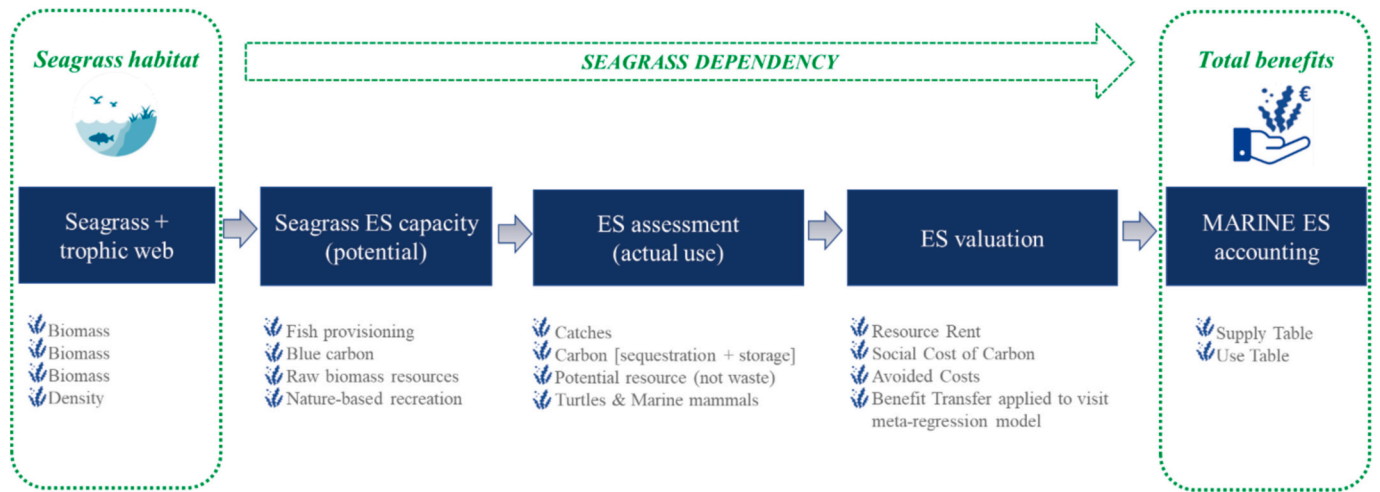 Seagrass habitat
SEAGRASS DEPENDENCY
Total benefits
€
Seagrass +
trophic web
Seagrass ES capacity
(potential)
ES assessment
(actual use)
ES valuation
MARINE ES
accounting
Biomass
Biomass
Biomass
Density
Fish provisioning
Blue carbon
Raw biomass resources
Nature-based recreation
Catches
Carbon [sequestration + storage]
Potential resource (not waste)
Turtles & Marine mammals
Resource Rent
Social Cost of Carbon
Avoided Costs
Benefit Transfer applied to visit
meta-regression model
Supply Table
Use Table